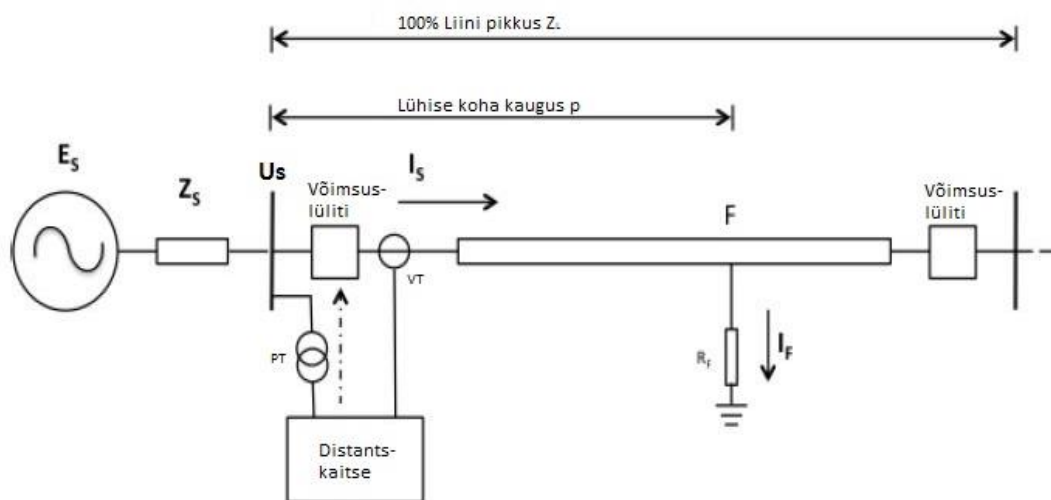 100% Liini pikkus ZL
Lühise koha kaugus p
ES
ZS
Us
Võimsus-
lüliti
IS
F
Võimsus-
lüliti
VT
PT
RF
IF
Distants-
kaitse